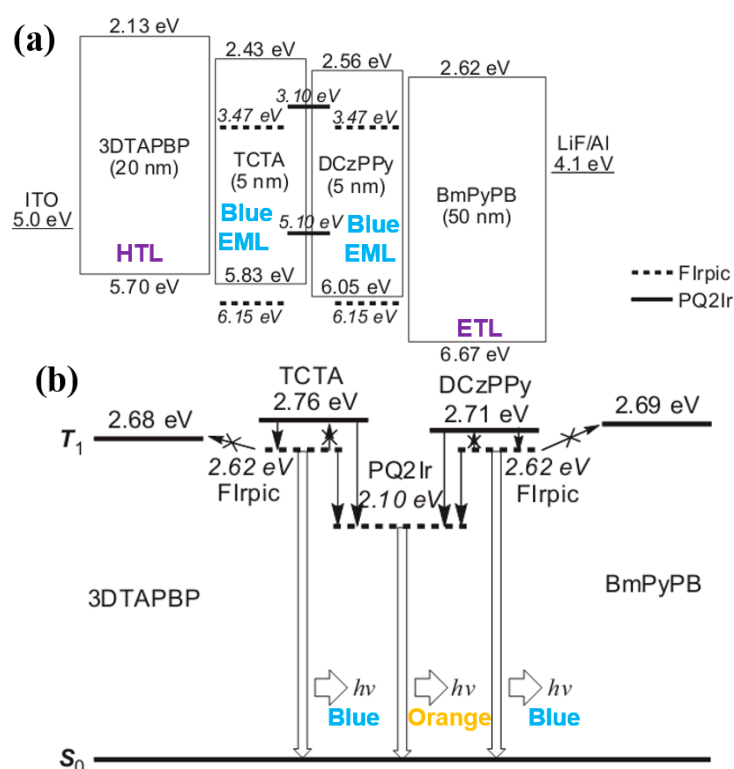 (a)
2.13 eV
2.43 eV
2.56 eV
2.62 eV
3.10 eV
3.47 eV
3.47 eV
3DTAPBP
(20 nm)
TCTA
(5 nm)
DCzPPy
(5 nm)
BmPyPB
(50 nm)
LiF/Al
4.1 eV
ITO
5.0 eV
Blue
EML
5.10 eV
Blue
EML
HTL
5.70 eV
5.83 eV
6.05 eV
6.15 eV
6.15 eV
ETL
6.67 eV
FIrpic
PQ2Ir
(b)
TCTA
2.76 eV
DCzPPy
2.71 eV
2.68 eV
2.69 eV
T1
2.62 eV
FIrpic
PQ2Ir
2.10 eV
2.62 eV
FIrpic
3DTAPBP
BmPyPB
hν
Blue
hν
Orange
hν
Blue
S0